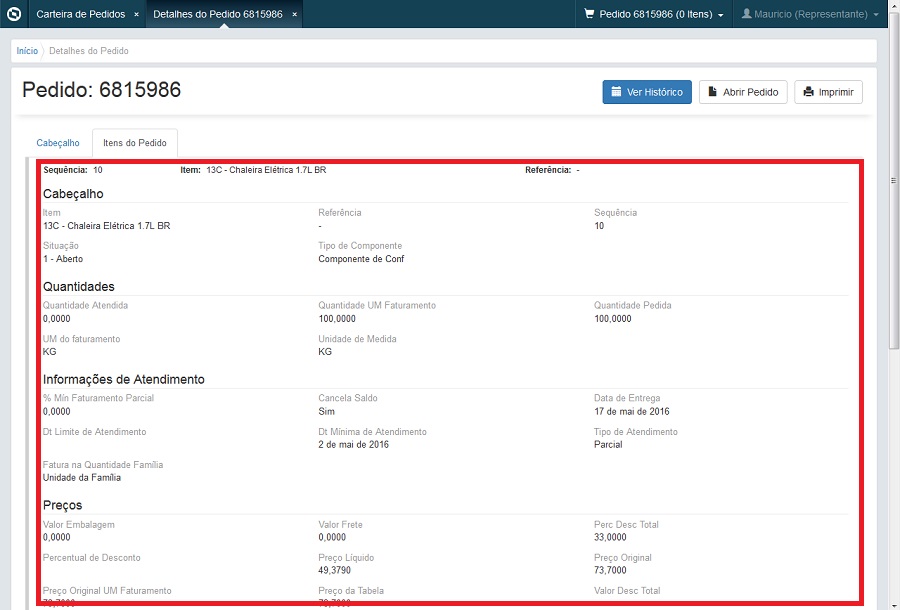 Carteira de Pedidos × Detalhes do Pedido 6815986 × Pedido 6815986 (0 Itens) Mauricio (Representante)
Início Detalhes do Pedido
Pedido: 6815986 Ver Histórico Abrir Pedido Imprimir
Cabeçalho Itens do Pedido
Sequência: 10 Item: 13C - Chaleira Elétrica 1.7L BR Referência: -
Cabeçalho
Item Referência Sequência
13C - Chaleira Elétrica 1.7L BR - 10
Situação Tipo de Componente
1 - Aberto Componente de Conf
Quantidades
Quantidade Atendida Quantidade UM Faturamento Quantidade Pedida
0,0000 100,0000 100,0000
UM do faturamento Unidade de Medida
KG KG
Informações de Atendimento
% Mín Faturamento Parcial Cancela Saldo Data de Entrega
0,0000 Sim 17 de mai de 2016
Dt Limite de Atendimento Dt Mínima de Atendimento Tipo de Atendimento
2 de mai de 2016 Parcial
Fatura na Quantidade Família
Unidade da Família
Preços
Valor Embalagem Valor Frete Perc Desc Total
0,0000 0,0000 33,0000
Percentual de Desconto Preço Líquido Preço Original
49,3790 73,7000
Preço Original UM Faturamento Preço da Tabela Valor Desc Total